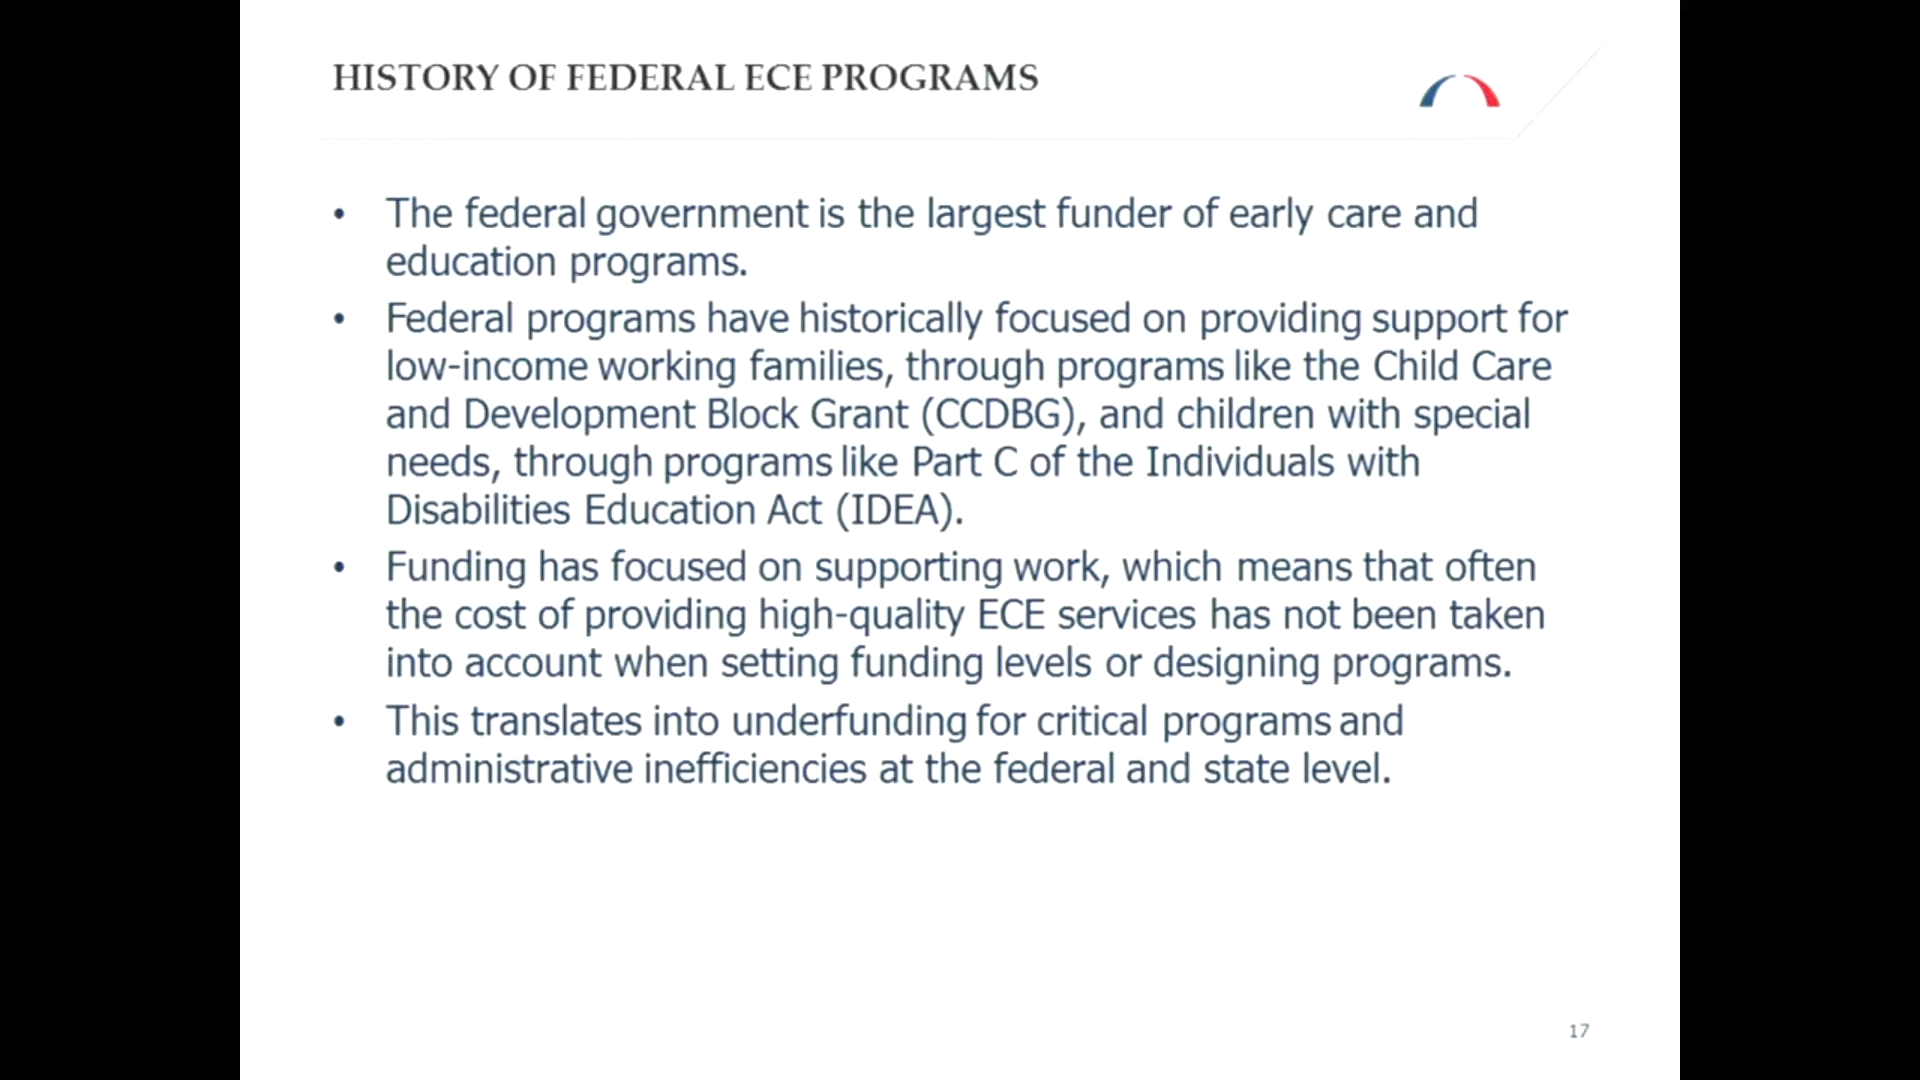 HISTORY OF FEDERAL ECE PROGRAMS
• The federal government is the largest funder of early care and
education programs.
• Federal programs have historically focused on providing support for
low-income working families, through programs like the Child Care
and Development Block Grant (CCDBG), and children with special
needs, through programs like Part C of the Individuals with
Disabilities Education Act (IDEA).
• Funding has focused on supporting work, which means that often
the cost of providing high-quality ECE services has not been taken
into account when setting funding levels or designing programs.
• This translates into underfunding for critical programs and
administrative inefficiencies at the federal and state level.
17